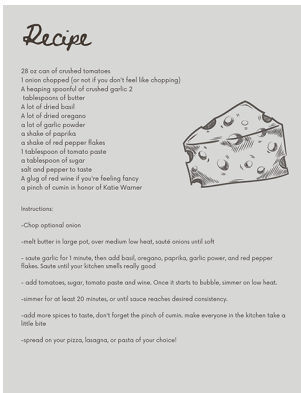 Recipe
28 oz can of crushed tomatoes
1 onion chopped (or not if you don't feel like chopping)
A heaping spoonful of crushed garlic 2
tablespoons of butter
A lot of dried basil
A lot of dried oregano
a lot of garlic powder
a shake of paprika
a shake of red pepper flakes
1 tablespoon of tomato paste
a tablespoon of sugar
salt and pepper to taste
A glug of red wine if you're feeling fancy
a pinch of cumin in honor of Katie Warner
Instructions:
-Chop optional onion
-melt butter in large pot, over medium low heat, sauté onions until soft
- saute garlic for 1 minute, then add basil, oregano, paprika, garlic power, and red pepper
flakes. Saute until your kitchen smells really good
- add tomatoes, sugar, tomato paste and wine. Once it starts to bubble, simmer on low heat.
-simmer for at least 20 minutes, or until sauce reaches desired consistency.
-add more spices to taste, don't forget the pinch of cumin. make everyone in the kitchen take a
little bite
-spread on your pizza, lasagna, or pasta of your choice!